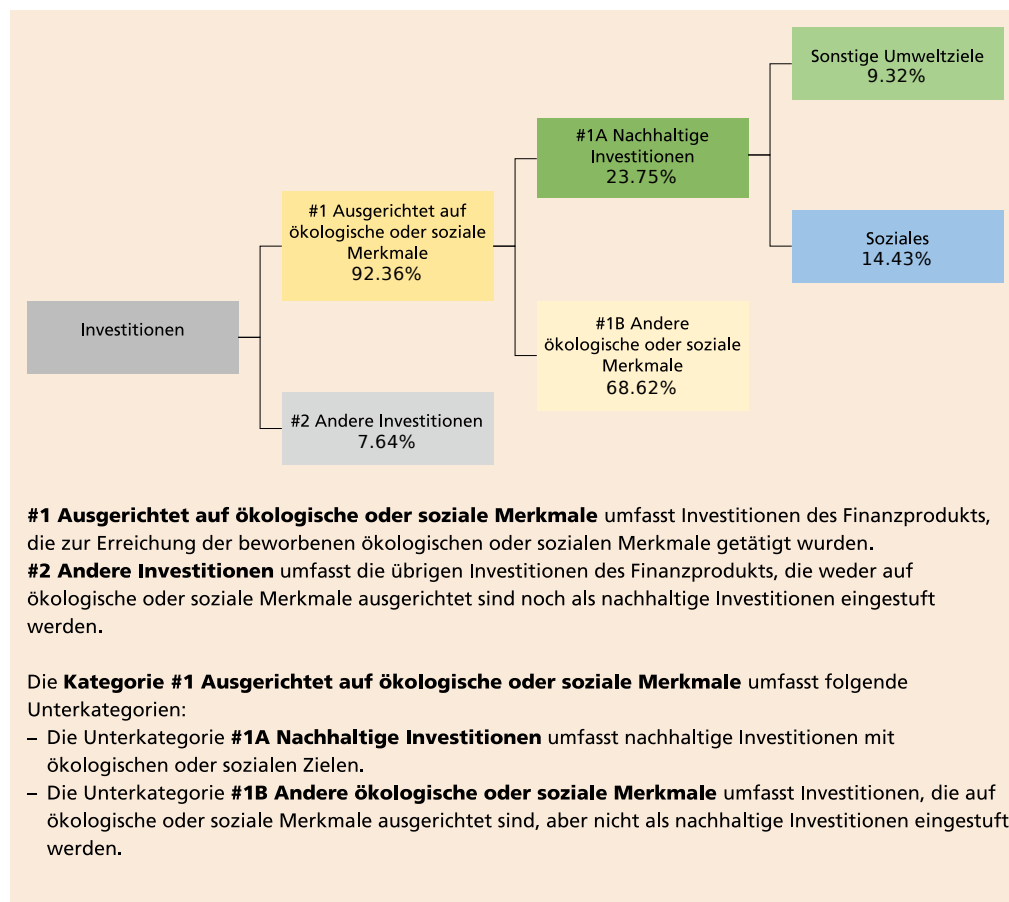 Sonstige Umweltziele
9.32%
#1A Nachhaltige
Investitionen
23.75%
#1 Ausgerichtet auf
ökologische oder soziale
Merkmale
92.36%
Soziales
14.43%
Investitionen
#1B Andere
ökologische oder soziale
Merkmale
68.62%
#2 Andere Investitionen
7.64%
#1 Ausgerichtet auf ökologische oder soziale Merkmale umfasst Investitionen des Finanzprodukts,
die zur Erreichung der beworbenen ökologischen oder sozialen Merkmale getätigt wurden.
#2 Andere Investitionen umfasst die übrigen Investitionen des Finanzprodukts, die weder auf
ökologische oder soziale Merkmale ausgerichtet sind noch als nachhaltige Investitionen eingestuft
werden.
Die Kategorie #1 Ausgerichtet auf ökologische oder soziale Merkmale umfasst folgende
Unterkategorien:
– Die Unterkategorie #1A Nachhaltige Investitionen umfasst nachhaltige Investitionen mit
ökologischen oder sozialen Zielen.
– Die Unterkategorie #1B Andere ökologische oder soziale Merkmale umfasst Investitionen, die auf
ökologische oder soziale Merkmale ausgerichtet sind, aber nicht als nachhaltige Investitionen eingestuft
werden.